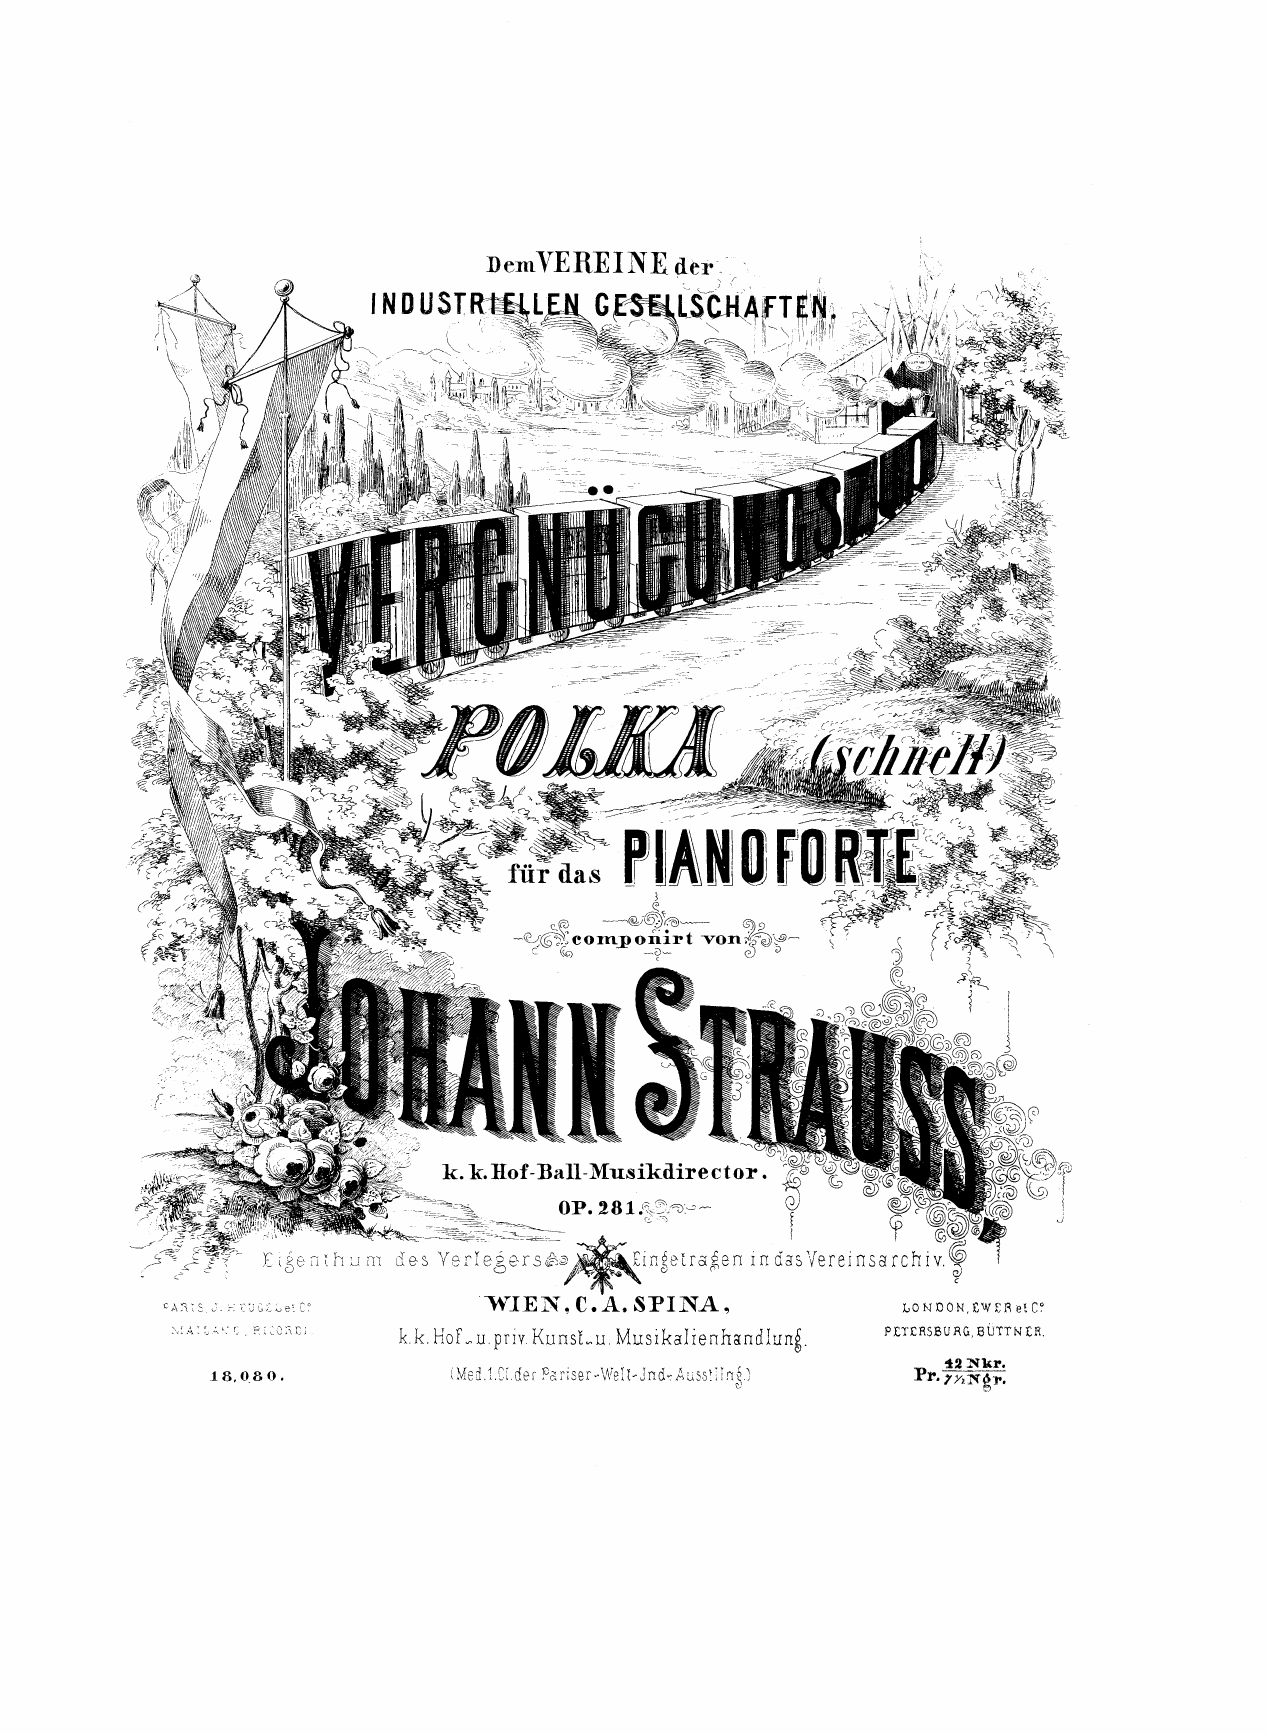 Dem VEREINE der
INDUSTRIELLEN GESELLSCHAFTEN.
VERGNÜGUNGSZUG
POLKA (schnell)
für das PIANOFORTE
componirt von
JOHANN STRAUSS.
k. k. Hof-Ball-Musikdirector.
OP. 281.
Eigenthum des Verlegers Eingetragen in das Vereinsarchiv.
WIEN, C. A. SPINA,
k. k. Hof- u. priv. Kunst- u. Musikalienhandlung.
(Med. 1. Cl. der Pariser-Welt-Jnd-Ausstllng.)
PARIS, J. HEUGEL et Cº
MAILAND, RICORDI.
18,080.
LONDON, EWER et Cº
PETERSBURG, BÜTTNER.
Pr. 42 Nkr.
7½ Ngr.